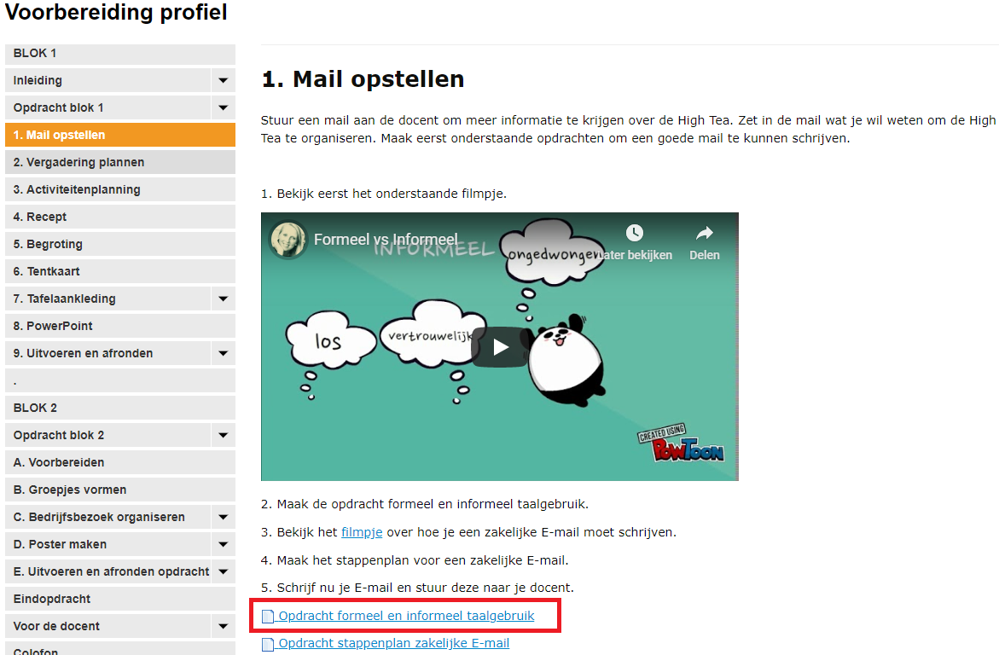 Voorbereiding profiel
BLOK 1
Inleiding
Opdracht blok 1
1. Mail opstellen
2. Vergadering plannen
3. Activiteitenplanning
4. Recept
5. Begroting
6. Tentkaart
7. Tafelaankleding
8. PowerPoint
9. Uitvoeren en afronden
.
BLOK 2
Opdracht blok 2
A. Voorbereiden
B. Groepjes vormen
C. Bedrijfsbezoek organiseren
D. Poster maken
E. Uitvoeren en afronden opdracht
Eindopdracht
Voor de docent
Colofon
1. Mail opstellen
Stuur een mail aan de docent om meer informatie te krijgen over de High Tea. Zet in de mail wat je wil weten om de High
Tea te organiseren. Maak eerst onderstaande opdrachten om een goede mail te kunnen schrijven.
1. Bekijk eerst het onderstaande filmpje.
Formeel vs Informeel
INFORMEEL
ongedwongen
ater bekijken
Delen
los
vertrouwelijk
CREATED USING
POWTOON
2. Maak de opdracht formeel en informeel taalgebruik.
3. Bekijk het filmpje over hoe je een zakelijke E-mail moet schrijven.
4. Maak het stappenplan voor een zakelijke E-mail.
5. Schrijf nu je E-mail en stuur deze naar je docent.
Opdracht formeel en informeel taalgebruik
Opdracht stappenplan zakelijke E-mail